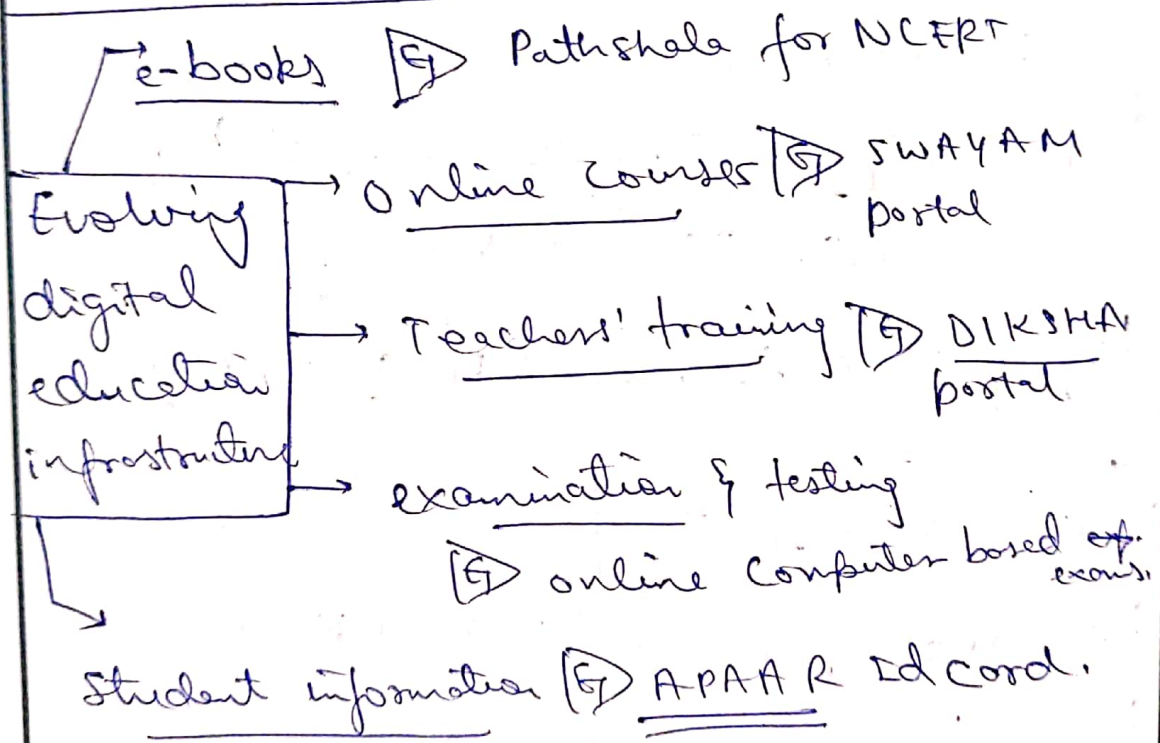 e-books Eg Pathshala for NCERT
Online courses Eg SWAYAM
portal
Evolving
digital
education
infrastructure
Teachers' training Eg DIKSHA
portal
examination & testing
Eg online computer based
exams.
Student information Eg APAAR Id card.